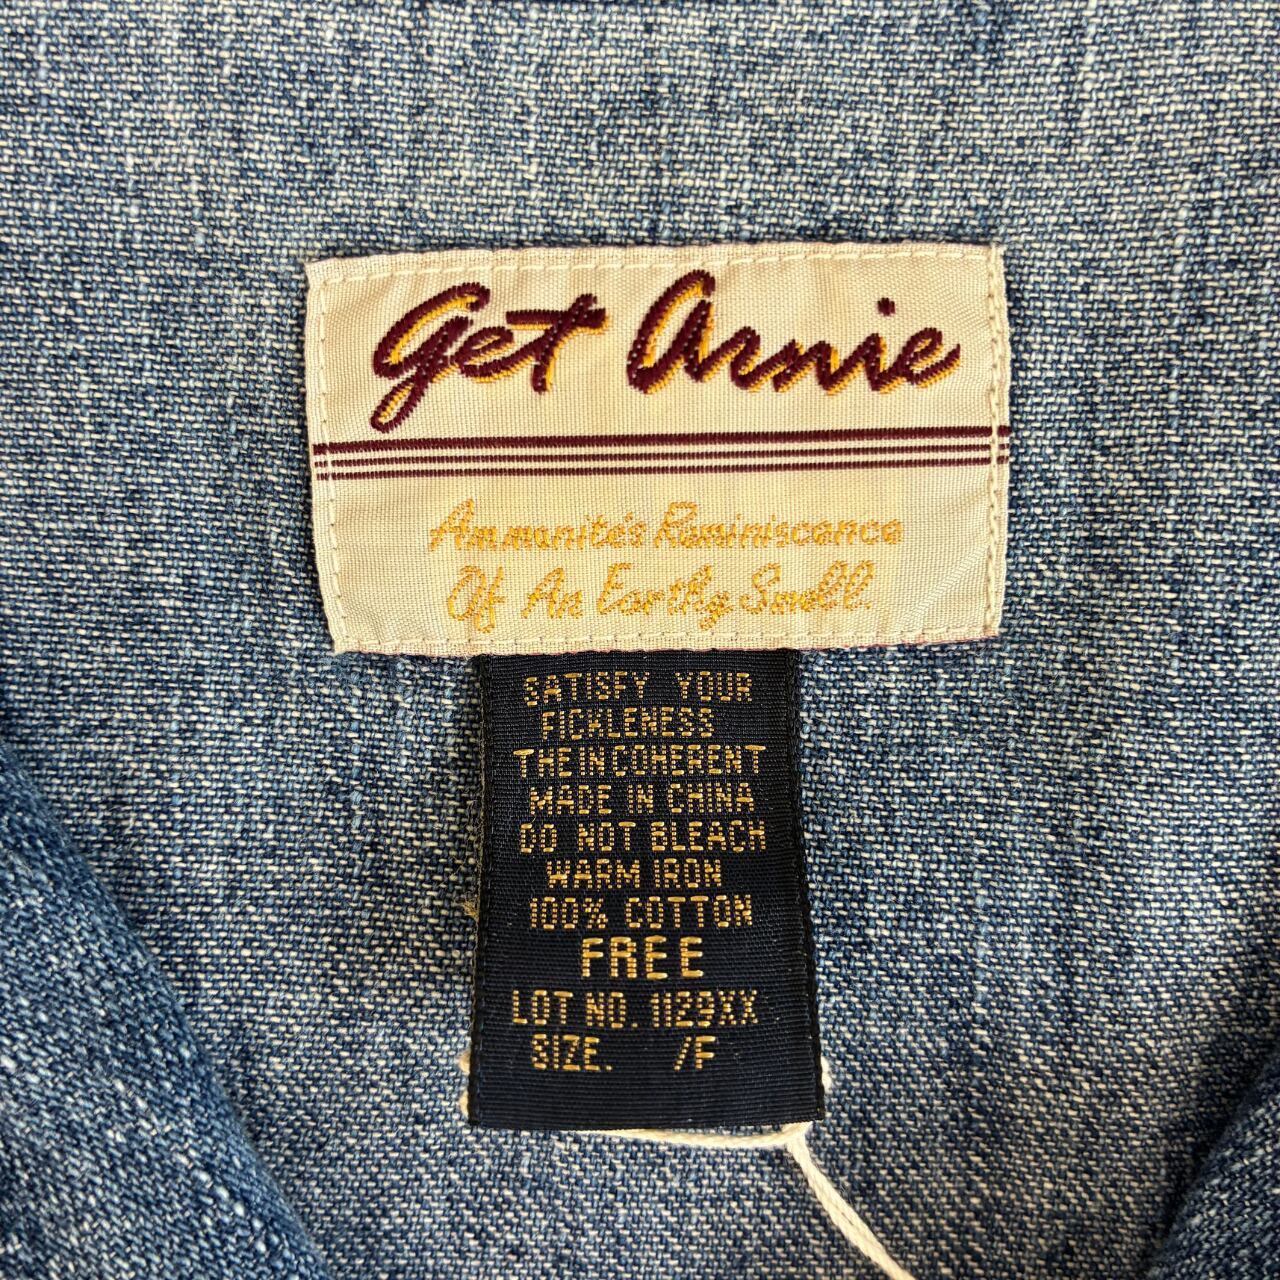 get Arnie
Ammunite's Reminiscence
Of An Earthy Smell.
SATISFY YOUR
FICKLENESS
THE INCOHERENT
MADE IN CHINA
DO NOT BLEACH
WARM IRON
100% COTTON
FREE
LOT NO. 1129XX
SIZE. /F